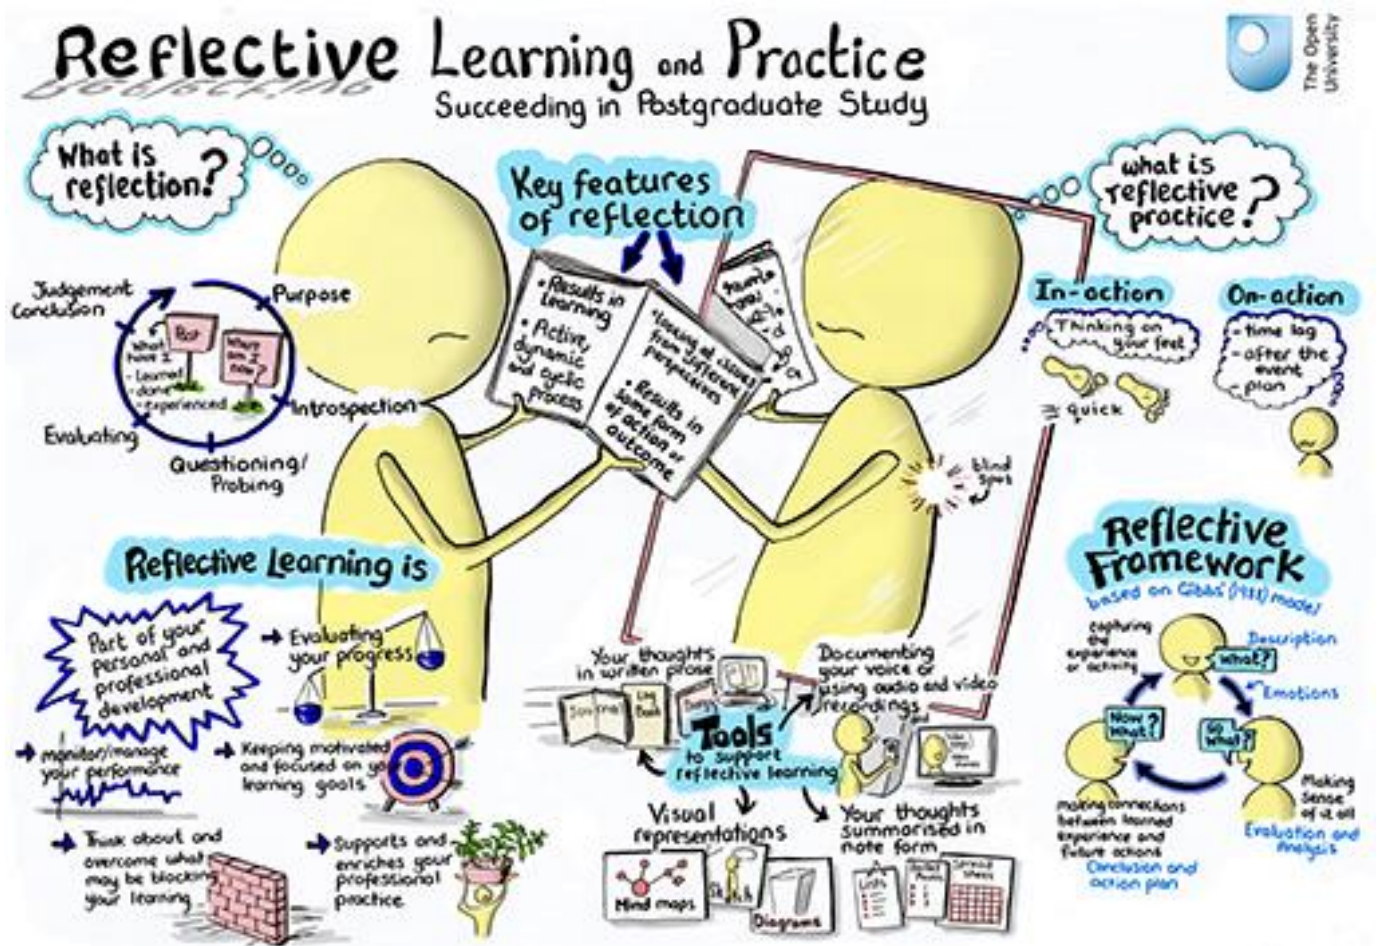 Reflective Learning and Practice
Succeeding in Postgraduate Study
The Open
University
What is
reflection?
Judgement
Conclusion
Purpose
Past
What
have I
- Learned
- done
- experienced
Where
am I
now?
Introspection
Evaluating
Questioning/
Probing
Key features
of reflection
• Results in
Learning
• Active,
dynamic
and cyclic
process
• Looking at issues
from different
perspectives
• Results in
some form
of action or
outcome
what is
reflective
practice?
In-action
Thinking on
your feet
quick
On-action
- time lag
- after the
event
- plan
blind
spot
Reflective Learning is
Part of your
personal and
professional
development
Evaluating
your progress
monitor/manage
your performance
Keeping motivated
and focused on yo
learning goals
Think about and
overcome what
may be blocking
your learning
Supports and
enriches your
professional
practice
Your thoughts
in written prose
Journal
Log
Book
Documenting
your voice or
using audio and video
recordings
Tools
to support
reflective learning
Visual
representations
Mind maps
Sketch
Diagrams
Your thoughts
summarised in
note form
Lists
Bullet
Points
Spread
sheets
Reflective
Framework
based on Gibbs' (1988) model
capturing
the
experience
or activity
Description
What?
Emotions
Now
What?
So
What?
Making
sense
of it all
Evaluation and
Analysis
making connections
between learned
experience and
future actions
Conclusion and
action plan